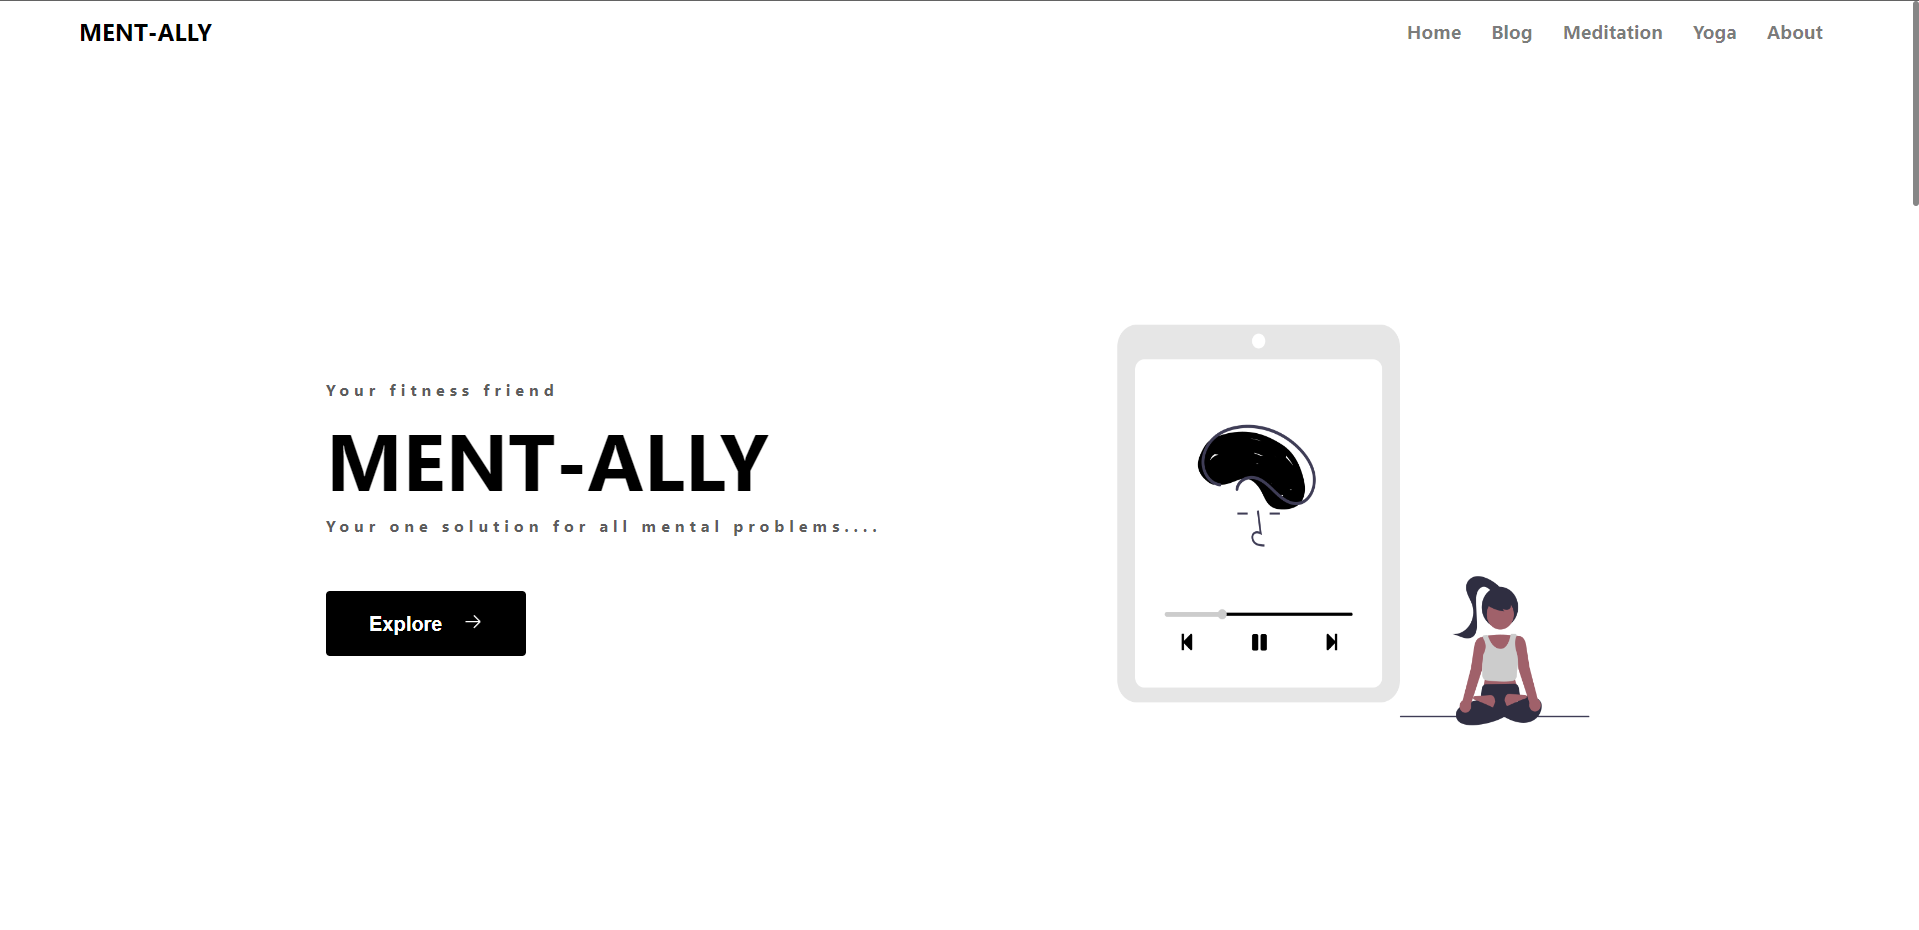 MENT-ALLY
Home Blog Meditation Yoga About
Your fitness friend
MENT-ALLY
Your one solution for all mental problems....
Explore →